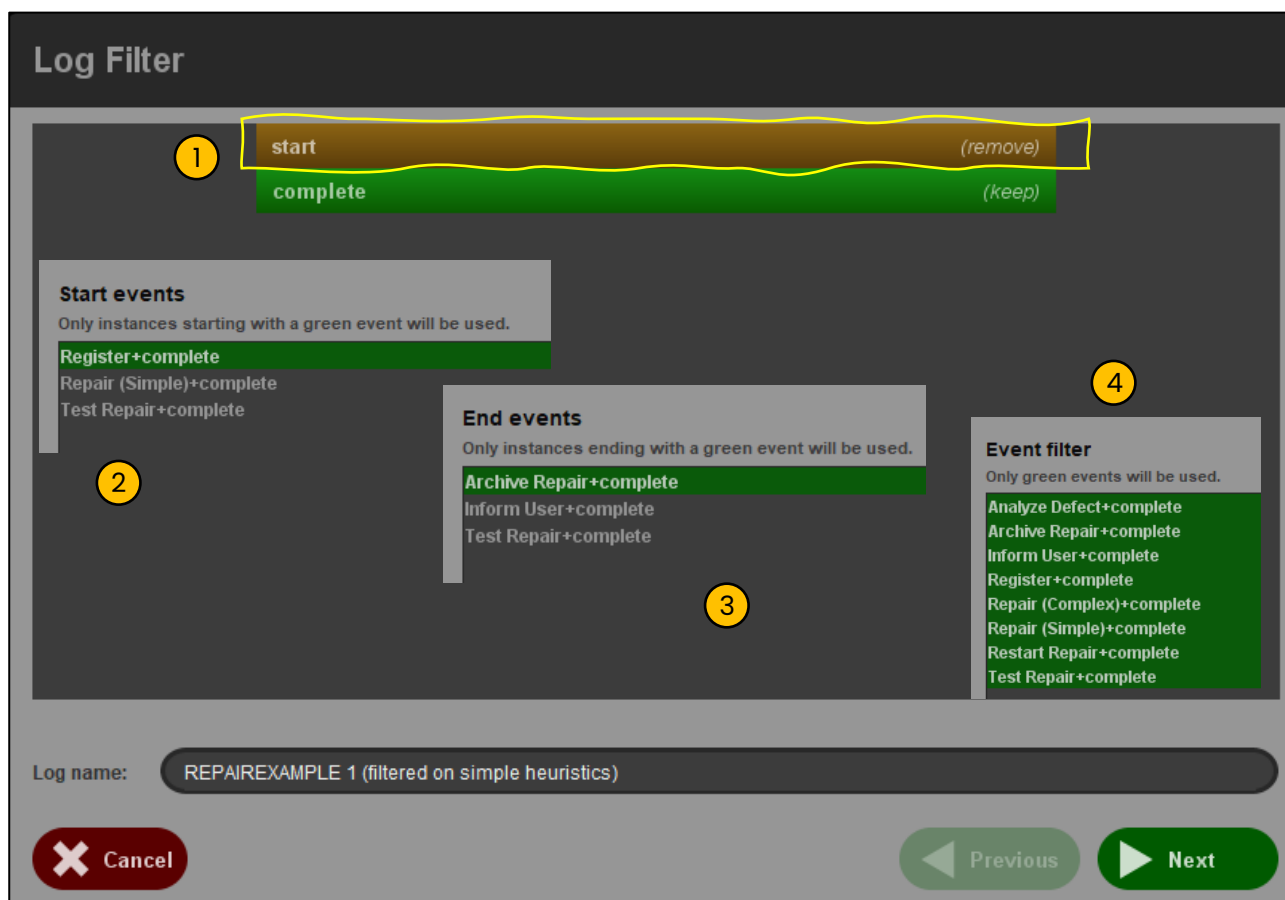 Log Filter
1
start (remove)
complete (keep)
Start events
Only instances starting with a green event will be used.
Register+complete
Repair (Simple)+complete
Test Repair+complete
2
End events
Only instances ending with a green event will be used.
Archive Repair+complete
Inform User+complete
Test Repair+complete
3
4
Event filter
Only green events will be used.
Analyze Defect+complete
Archive Repair+complete
Inform User+complete
Register+complete
Repair (Complex)+complete
Repair (Simple)+complete
Restart Repair+complete
Test Repair+complete
Log name: REPAIREXAMPLE 1 (filtered on simple heuristics)
Cancel Previous Next